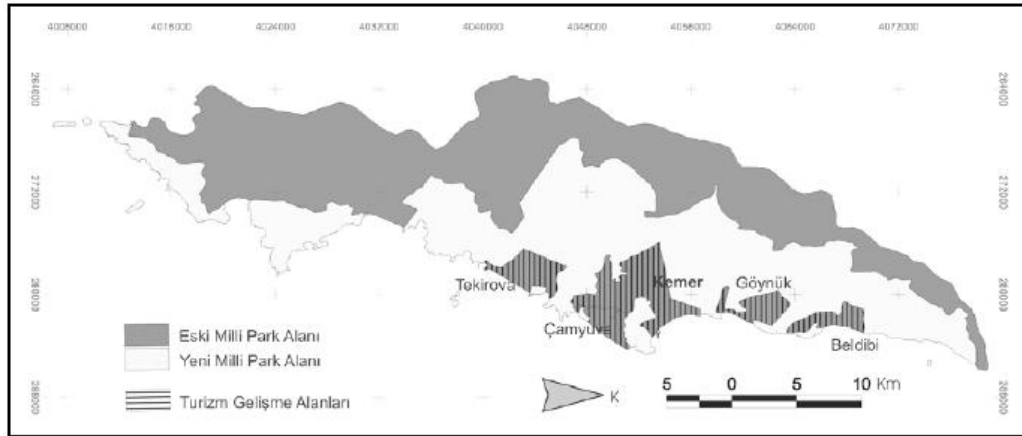 4008000 4016000 4024000 4032000 4040000 4048000 4056000 4064000 4072000
264000
264000
272000
272000
280000
280000
288000
288000
Tekirova
Kemer
Göynük
Çamyuva
Beldibi
Eski Milli Park Alanı
Yeni Milli Park Alanı
Turizm Gelişme Alanları
K
5 0 5 10 Km